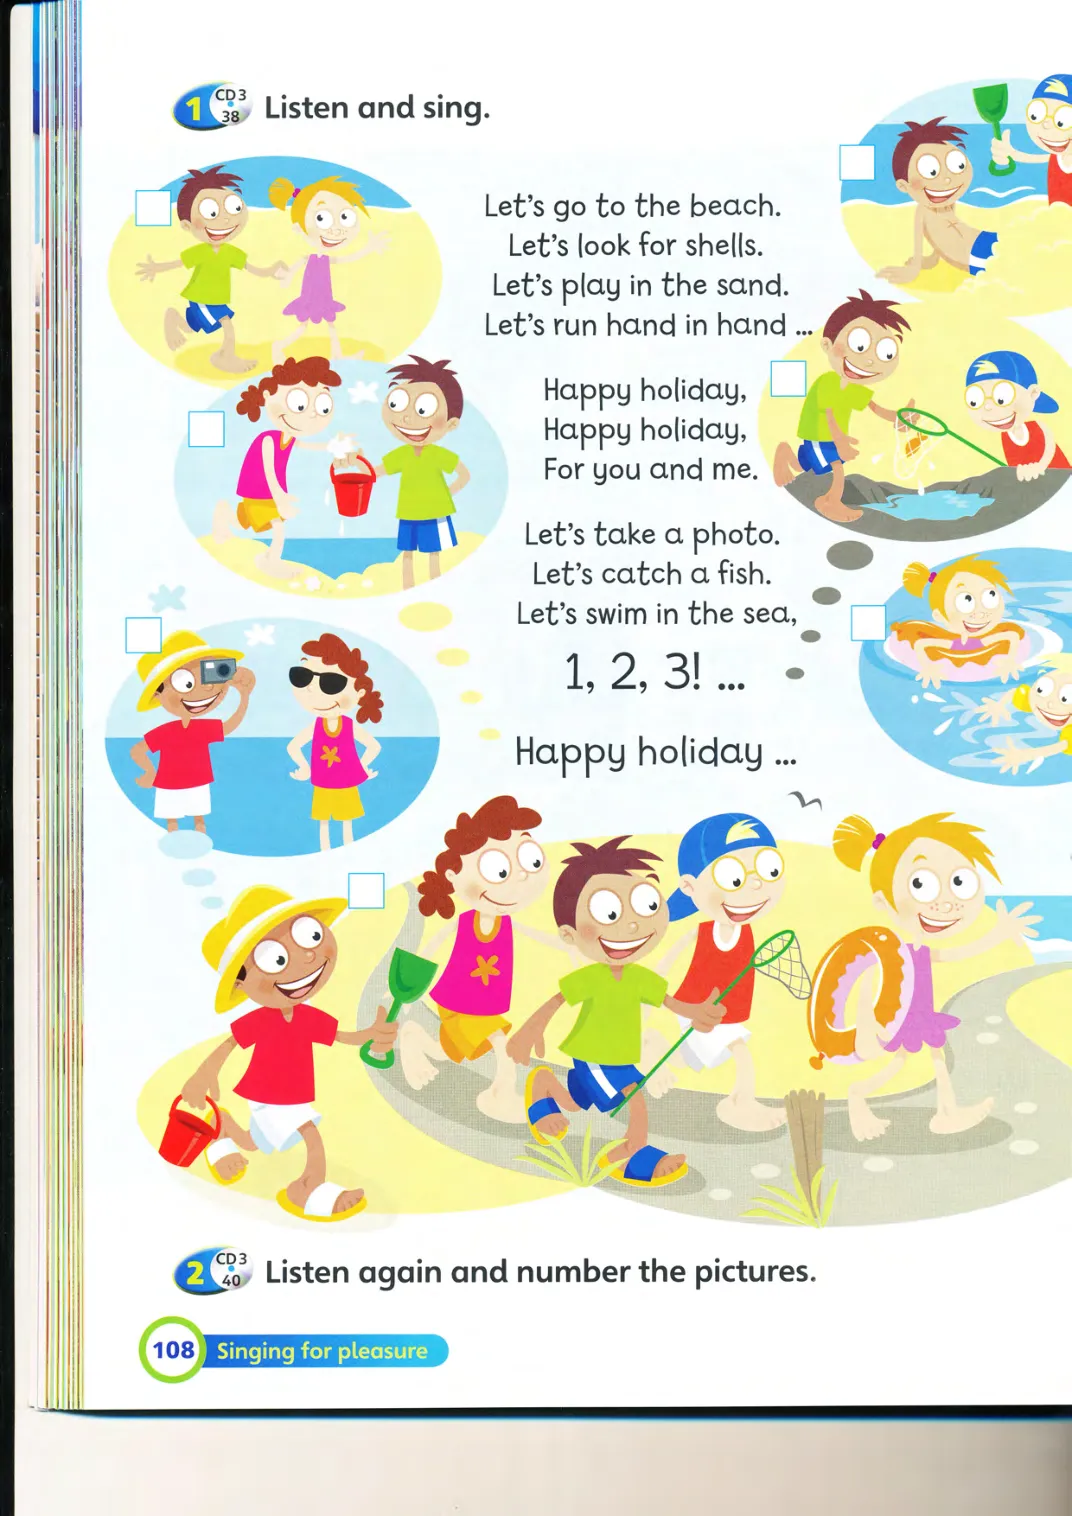 1 CD3 38 Listen and sing.
Let's go to the beach.
Let's look for shells.
Let's play in the sand.
Let's run hand in hand ...
Happy holiday,
Happy holiday,
For you and me.
Let's take a photo.
Let's catch a fish.
Let's swim in the sea,
1, 2, 3! ...
Happy holiday ...
2 CD3 40 Listen again and number the pictures.
108 Singing for pleasure